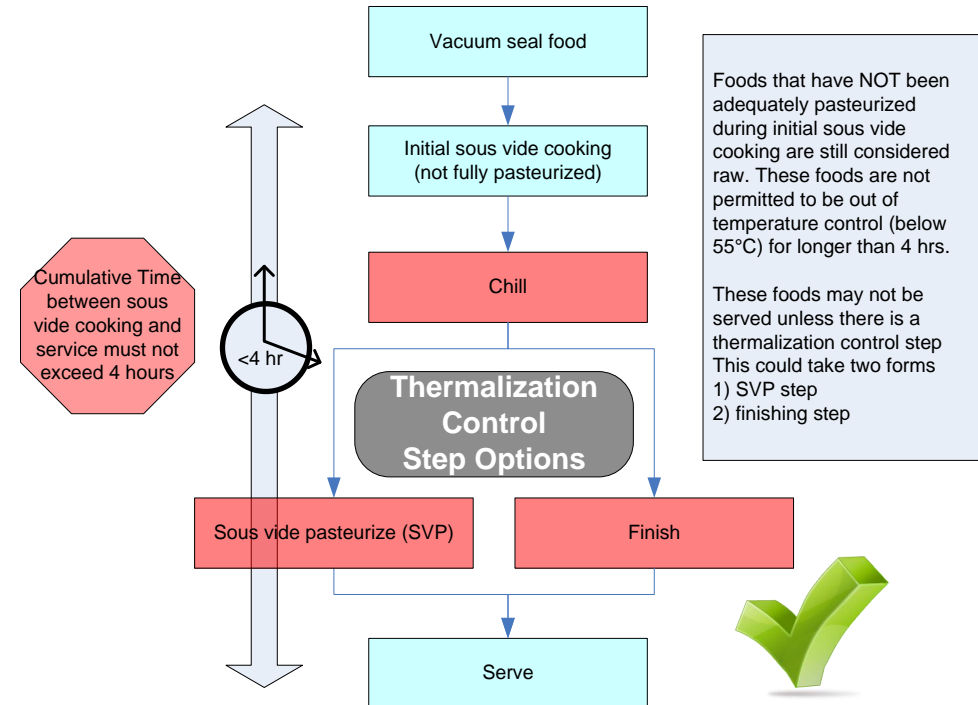 Vacuum seal food
Initial sous vide cooking
(not fully pasteurized)
Chill
Cumulative Time
between sous
vide cooking and
service must not
exceed 4 hours
<4 hr
Thermalization
Control
Step Options
Sous vide pasteurize (SVP)
Finish
Serve
Foods that have NOT been
adequately pasteurized
during initial sous vide
cooking are still considered
raw. These foods are not
permitted to be out of
temperature control (below
55°C) for longer than 4 hrs.
These foods may not be
served unless there is a
thermalization control step
This could take two forms
1) SVP step
2) finishing step